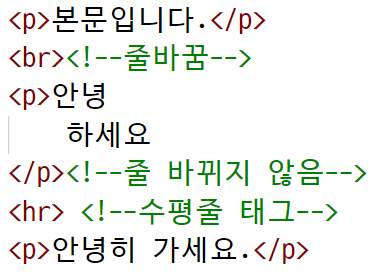 <p>본문입니다.</p>
<br><!--줄바꿈-->
<p>안녕
하세요
</p><!--줄 바뀌지 않음-->
<hr> <!--수평줄 태그-->
<p>안녕히 가세요.</p>